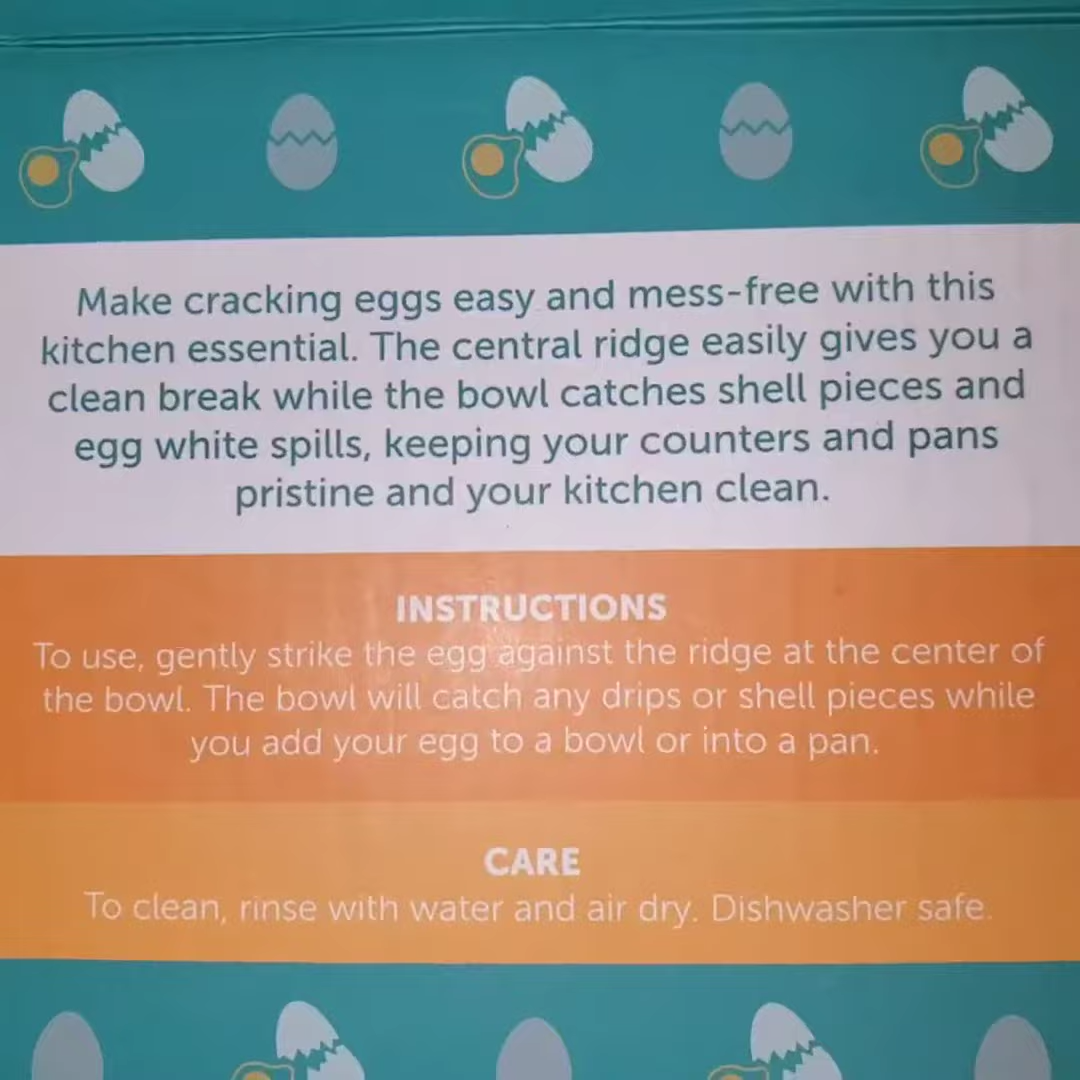 Make cracking eggs easy and mess-free with this
kitchen essential. The central ridge easily gives you a
clean break while the bowl catches shell pieces and
egg white spills, keeping your counters and pans
pristine and your kitchen clean.
INSTRUCTIONS
To use, gently strike the egg against the ridge at the center of
the bowl. The bowl will catch any drips or shell pieces while
you add your egg to a bowl or into a pan.
CARE
To clean, rinse with water and air dry. Dishwasher safe.